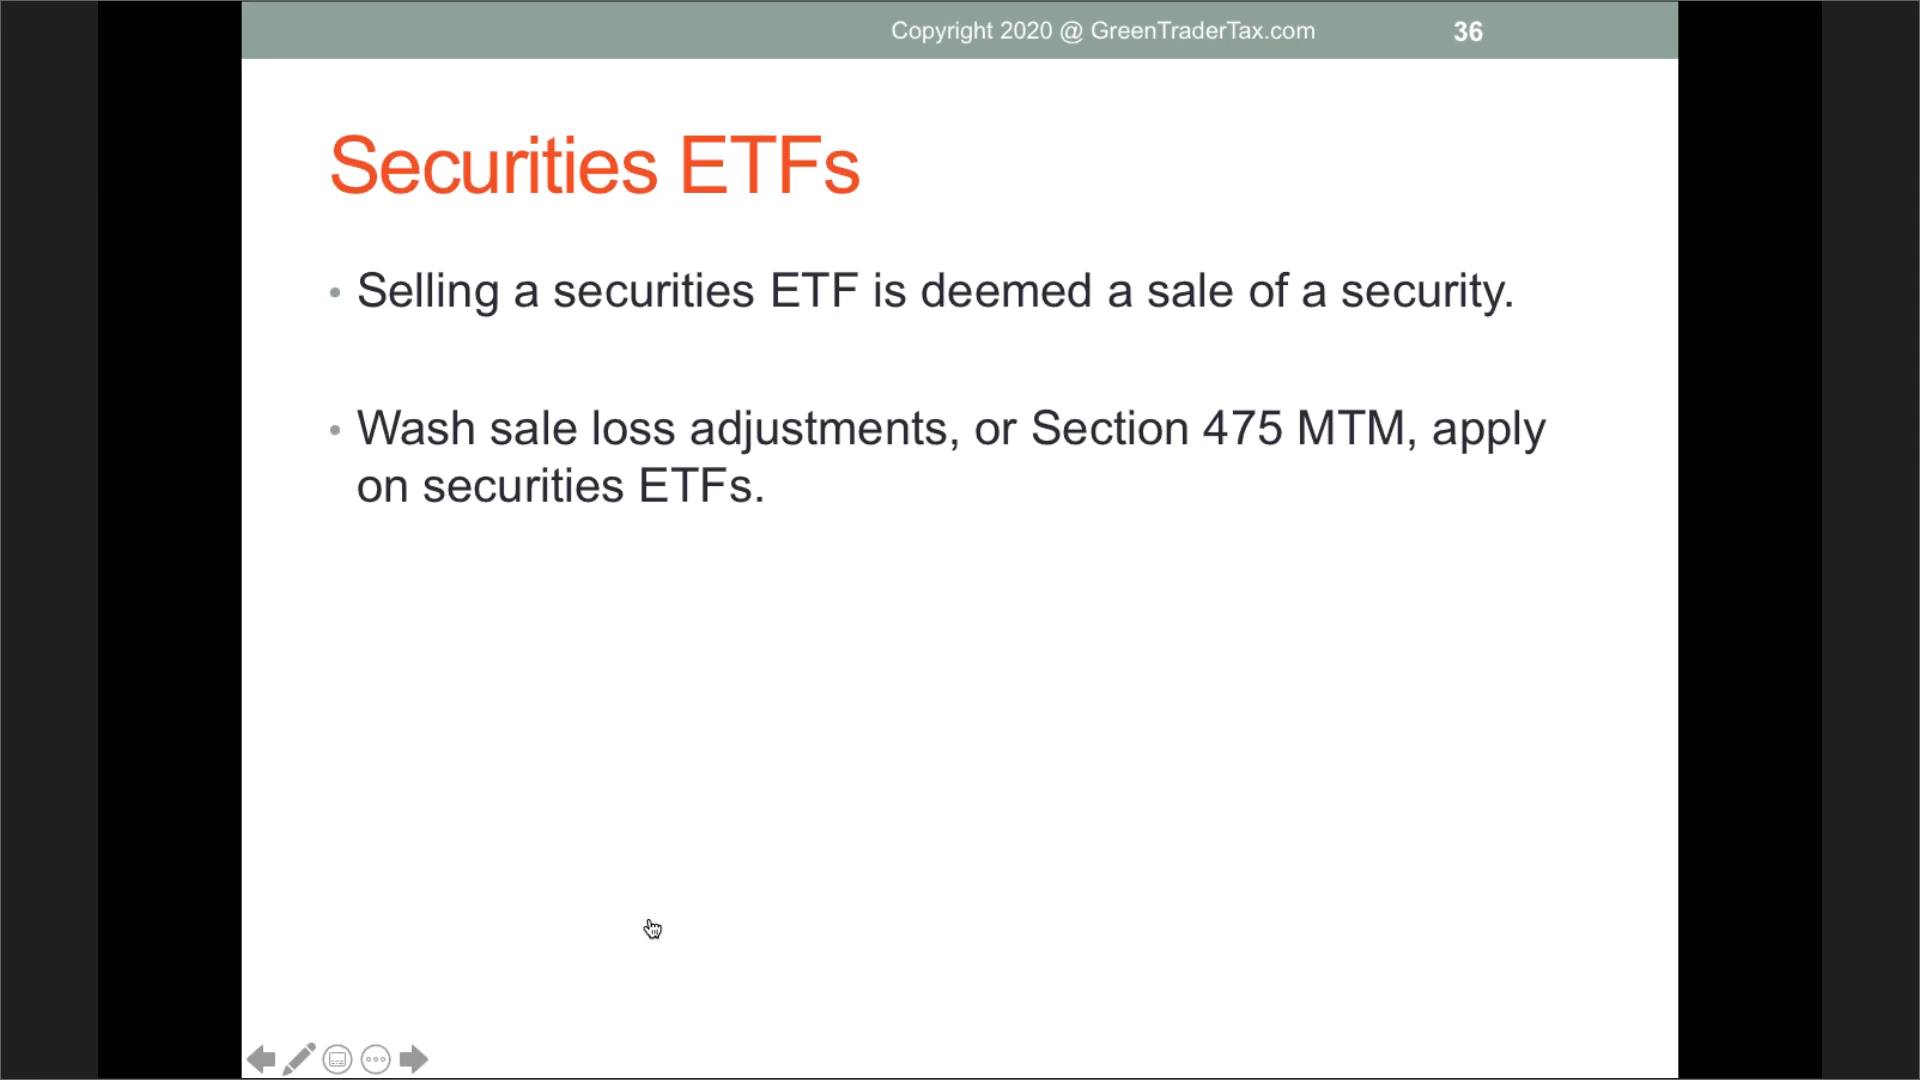 Copyright 2020 @ GreenTraderTax.com 36
Securities ETFs
• Selling a securities ETF is deemed a sale of a security.
• Wash sale loss adjustments, or Section 475 MTM, apply
on securities ETFs.